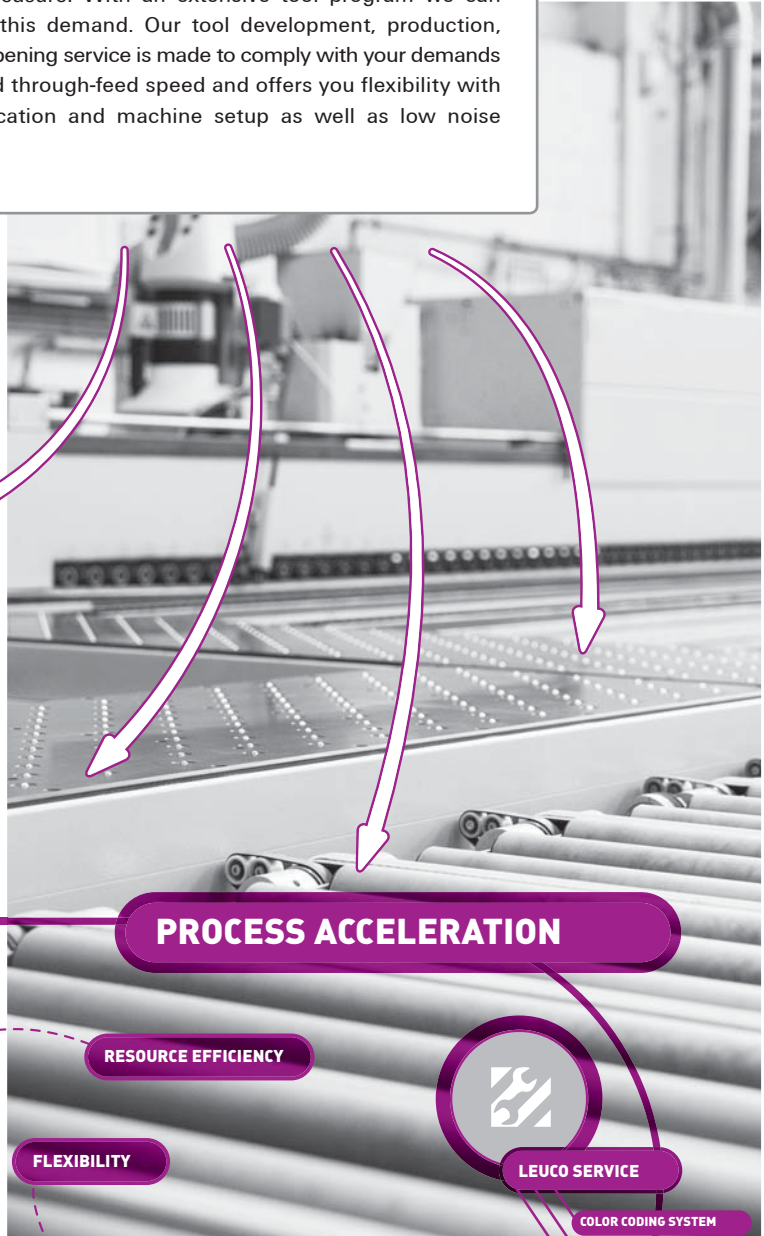 this demand. Our tool development, production,
service is made to comply with your demands
through-feed speed and offers you flexibility with
and machine setup as well as low noise
PROCESS ACCELERATION
RESOURCE EFFICIENCY
FLEXIBILITY
LEUCO SERVICE
COLOR CODING SYSTEM